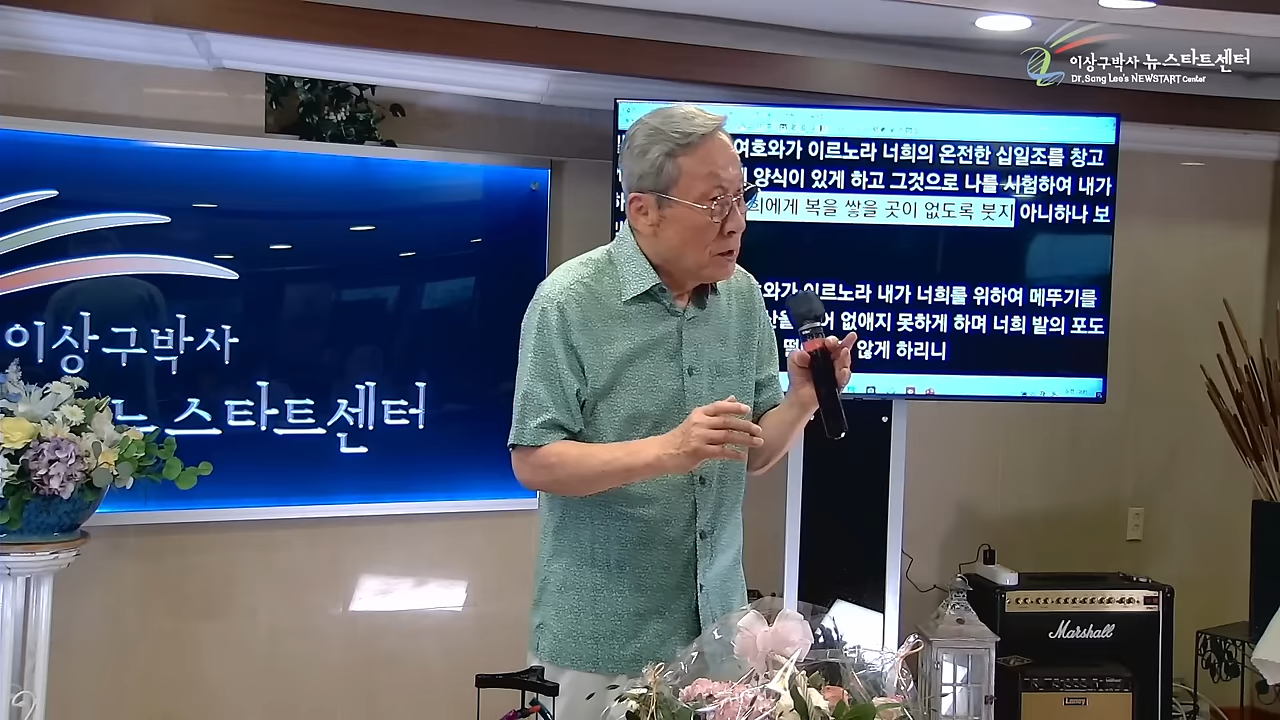 이상구박사 뉴스타트센터
Dr.Sang Lee's NEWSTART Center
여호와가 이르노라 너희의 온전한 십일조를 창고
양식이 있게 하고 그것으로 나를 시험하여 내가
에게 복을 쌓을 곳이 없도록 붓지 아니하나 보
이르노라 내가 너희를 위하여 메뚜기를
없애지 못하게 하며 너희 밭의 포도
않게 하리니
이상구박사
뉴스타트센터
Marshall
Laney